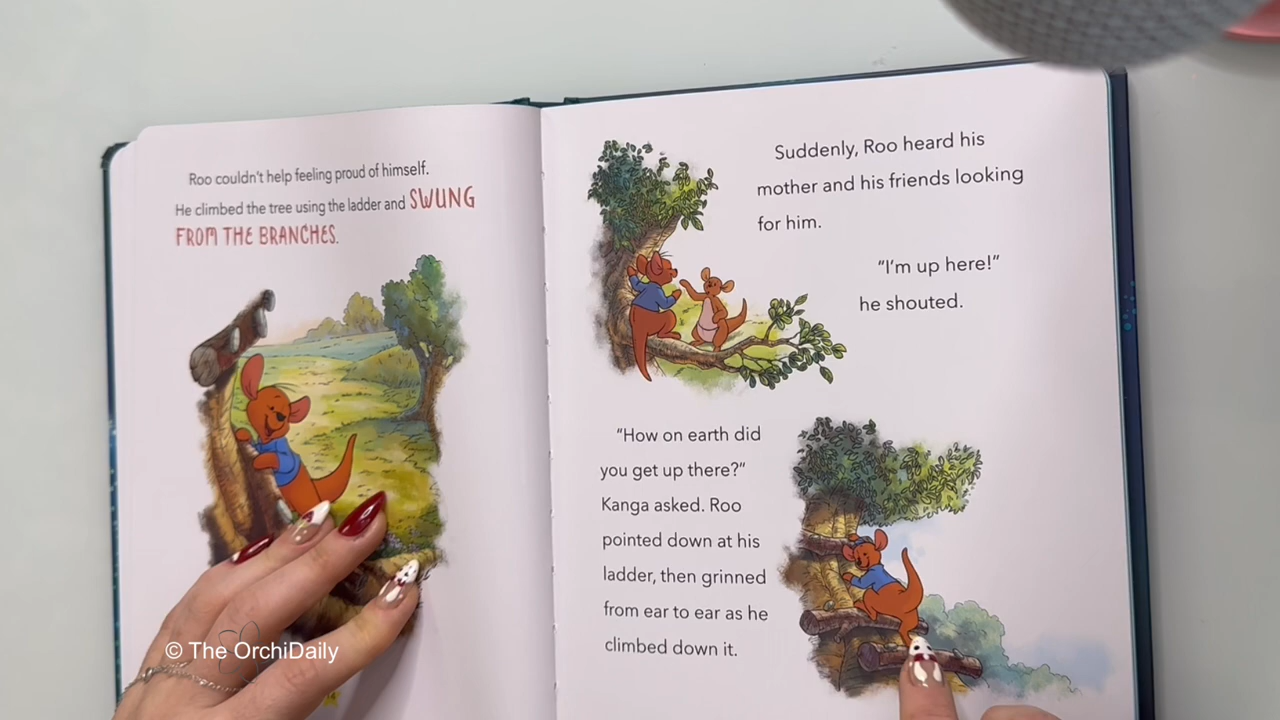 Roo couldn't help feeling proud of himself.
He climbed the tree using the ladder and SWUNG
FROM THE BRANCHES.
Suddenly, Roo heard his
mother and his friends looking
for him.
"I'm up here!"
he shouted.
"How on earth did
you get up there?"
Kanga asked. Roo
pointed down at his
ladder, then grinned
from ear to ear as he
climbed down it.
© The OrchiDaily